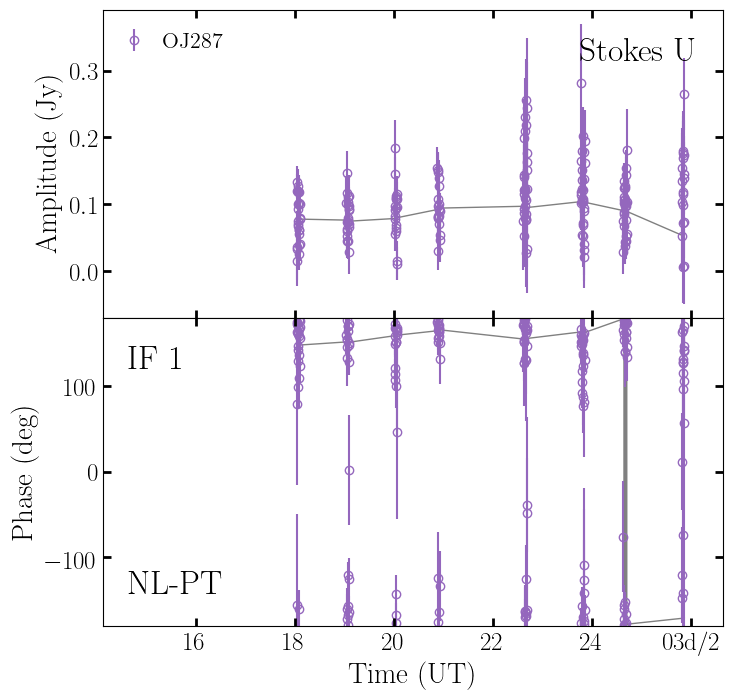 OJ287
Stokes U
Amplitude (Jy)
0.3
0.2
0.1
0.0
IF 1
NL-PT
Phase (deg)
100
0
−100
16 18 20 22 24 03d/2
Time (UT)